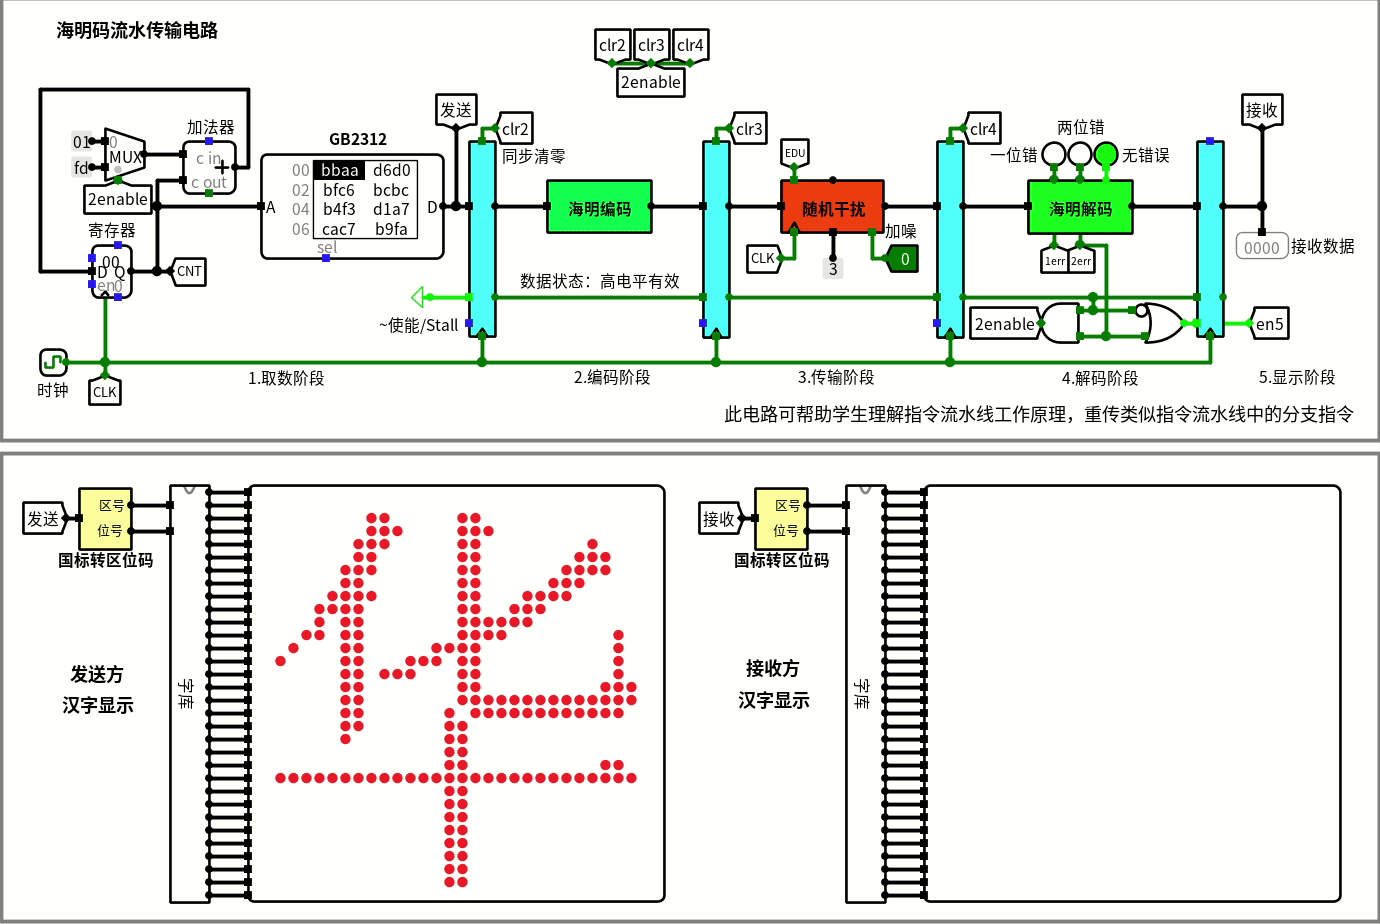 海明码流水传输电路
clr2 clr3 clr4
2enable
发送
clr2
clr3
clr4
接收
加法器
GB2312
两位错
01
0
MUX
c in
+
c out
fd
2enable
00 bbaa d6d0
02 bfc6 bcbc
04 b4f3 d1a7
06 cac7 b9fa
A
D
sel
同步清零
EDU
一位错
无错误
海明编码
随机干扰
海明解码
寄存器
00
D Q
en 0
CNT
CLK
3
加噪
0
1err 2err
0000 接收数据
数据状态：高电平有效
~使能/Stall
2enable
en5
时钟
CLK
1.取数阶段
2.编码阶段
3.传输阶段
4.解码阶段
5.显示阶段
此电路可帮助学生理解指令流水线工作原理，重传类似指令流水线中的分支指令
发送
区号
位号
国标转区位码
发送方
汉字显示
字库
华
接收
区号
位号
国标转区位码
接收方
汉字显示
字库